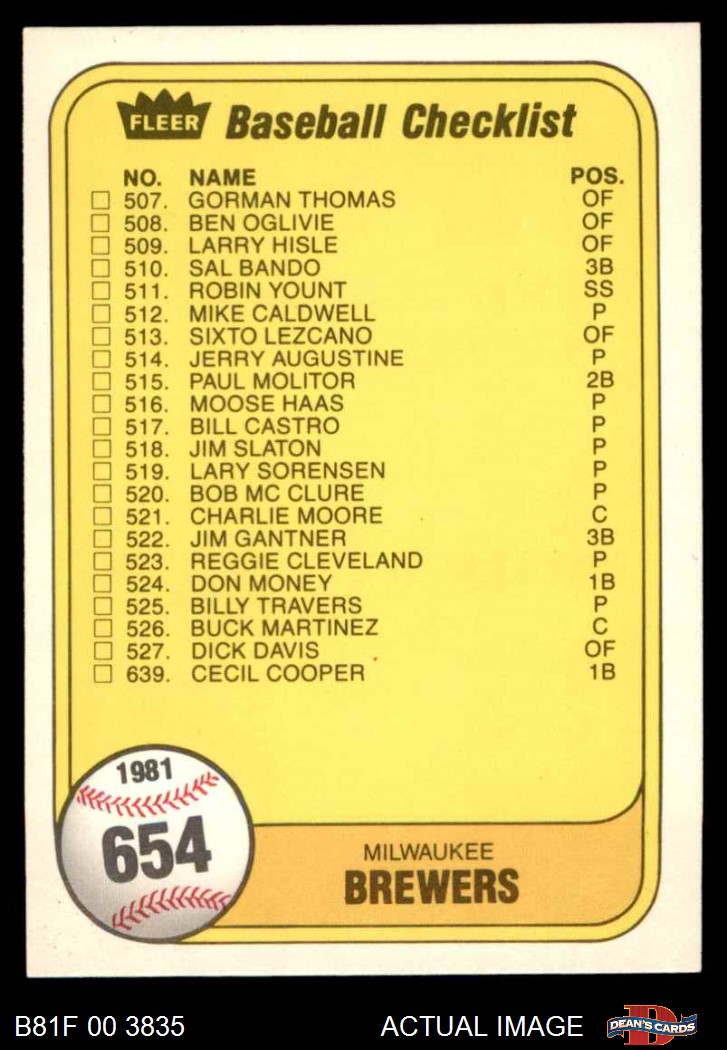 FLEER Baseball Checklist
NO. NAME POS.
507. GORMAN THOMAS OF
508. BEN OGLIVIE OF
509. LARRY HISLE OF
510. SAL BANDO 3B
511. ROBIN YOUNT SS
512. MIKE CALDWELL P
513. SIXTO LEZCANO OF
514. JERRY AUGUSTINE P
515. PAUL MOLITOR 2B
516. MOOSE HAAS P
517. BILL CASTRO P
518. JIM SLATON P
519. LARY SORENSEN P
520. BOB MC CLURE P
521. CHARLIE MOORE C
522. JIM GANTNER 3B
523. REGGIE CLEVELAND P
524. DON MONEY 1B
525. BILLY TRAVERS P
526. BUCK MARTINEZ C
527. DICK DAVIS OF
639. CECIL COOPER 1B
1981
654
MILWAUKEE
BREWERS
B81F 00 3835 ACTUAL IMAGE D DEAN'S CARDS